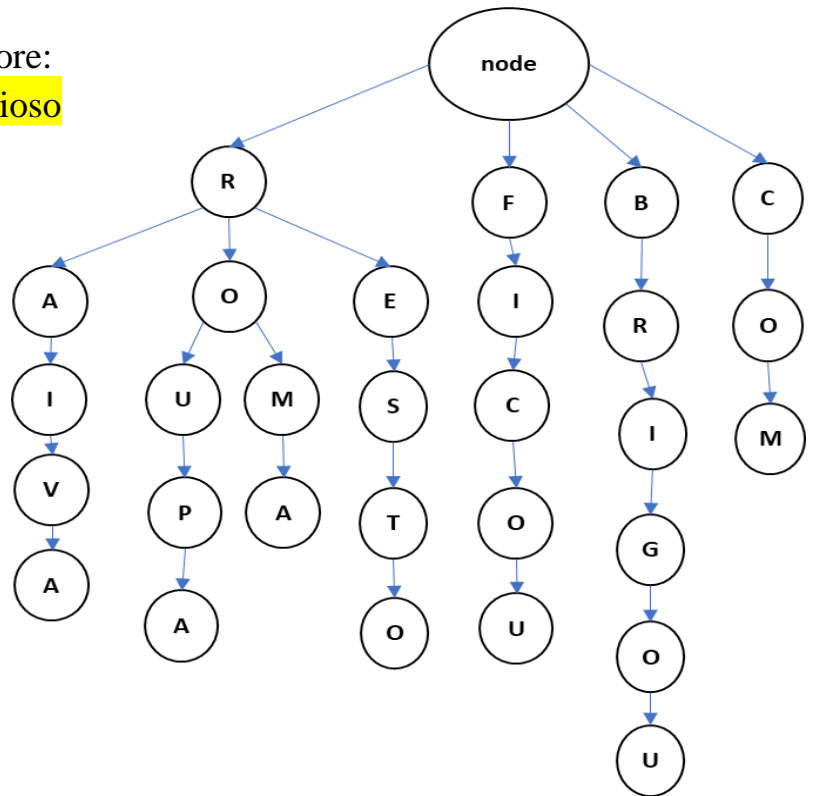 ore:
ioso
node
R F B C
A O E I R O
I U M S C I M
V P A T O G
A A O U O
U